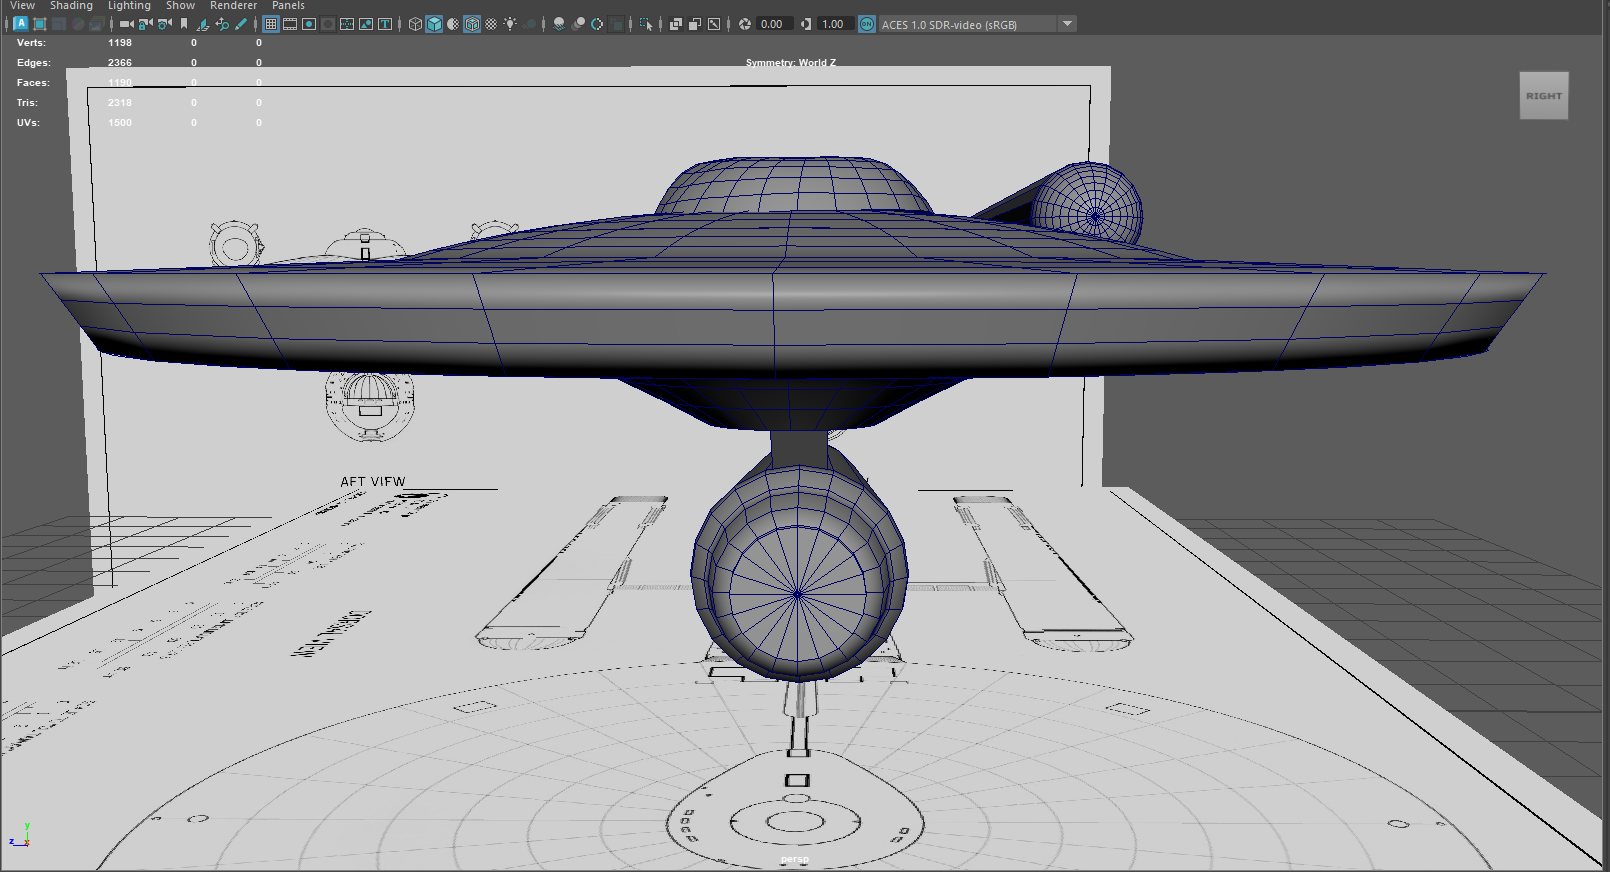 View Shading Lighting Show Renderer Panels
0.00 1.00 ON ACES 1.0 SDR-video (sRGB)
Verts: 1198 0 0
Edges: 2366 0 0
Symmetry: World Z
Faces: 1190 0 0
Tris: 2318 0 0
UVs: 1500 0 0
RIGHT
AFT VIEW
y
z x
persp